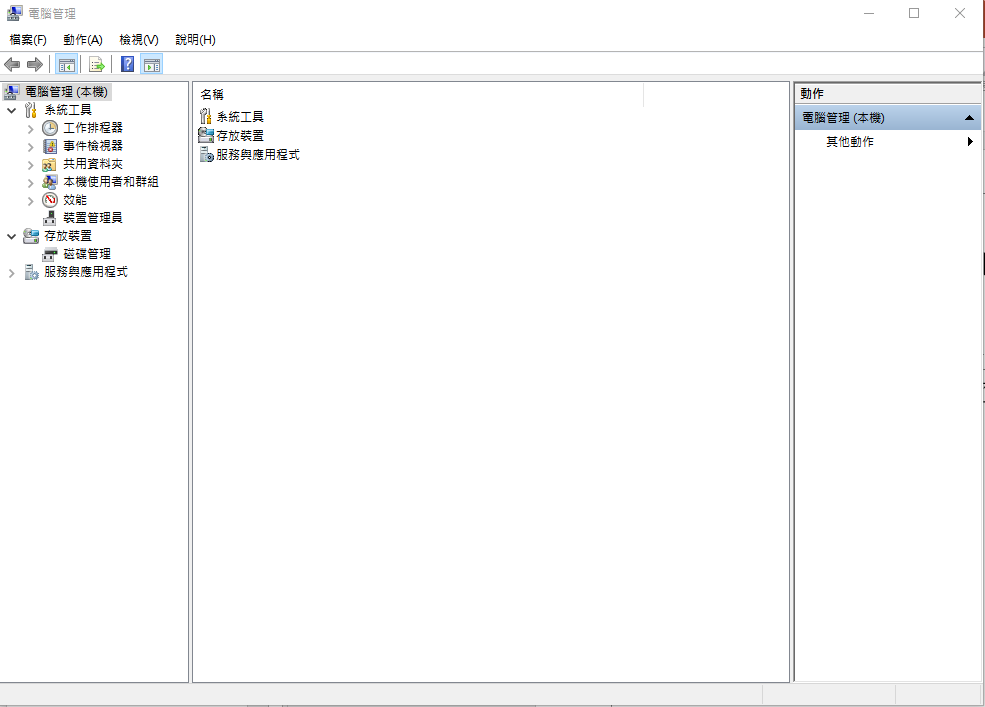 電腦管理
檔案(F) 動作(A) 檢視(V) 說明(H)
電腦管理 (本機)
系統工具
工作排程器
事件檢視器
共用資料夾
本機使用者和群組
效能
裝置管理員
存放裝置
磁碟管理
服務與應用程式
名稱
系統工具
存放裝置
服務與應用程式
動作
電腦管理 (本機)
其他動作